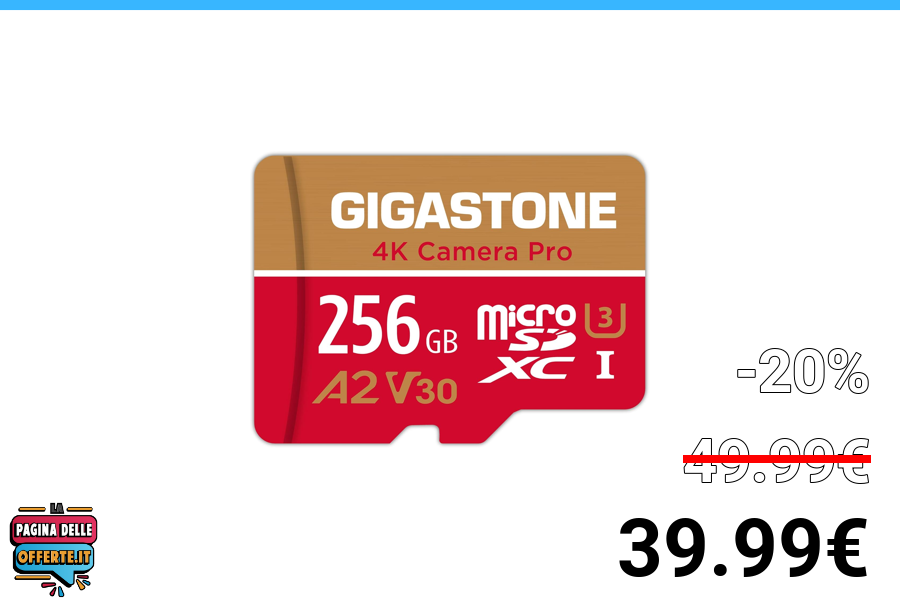 GIGASTONE
4K Camera Pro
256 GB
micro
SD
XC I
U3
A2 V30
-20%
49.99€
39.99€
LA
PAGINA DELLE
OFFERTE.IT